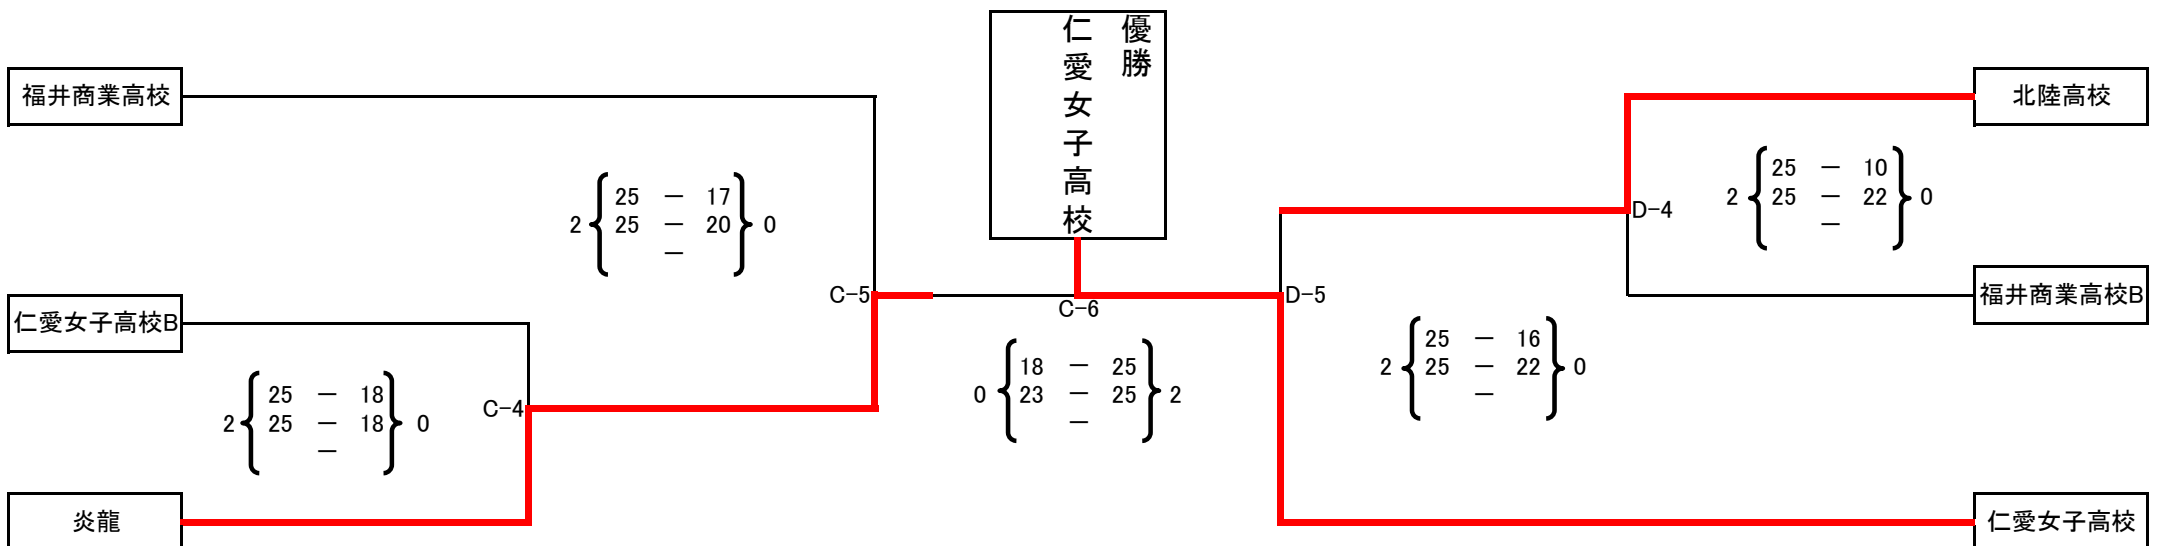 優勝
仁愛女子高校
福井商業高校
北陸高校
25 － 17
2 25 － 20 0
－
25 － 10
2 25 － 22 0
－
D-4
仁愛女子高校B
C-5
C-6
D-5
福井商業高校B
25 － 18
2 25 － 18 0
－
C-4
18 － 25
0 23 － 25 2
－
25 － 16
2 25 － 22 0
－
炎龍
仁愛女子高校